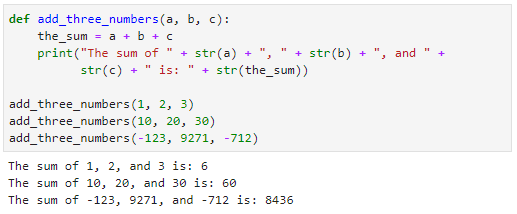 def add_three_numbers(a, b, c):
    the_sum = a + b + c
    print("The sum of " + str(a) + ", " + str(b) + ", and " +
          str(c) + " is: " + str(the_sum))

add_three_numbers(1, 2, 3)
add_three_numbers(10, 20, 30)
add_three_numbers(-123, 9271, -712)
The sum of 1, 2, and 3 is: 6
The sum of 10, 20, and 30 is: 60
The sum of -123, 9271, and -712 is: 8436